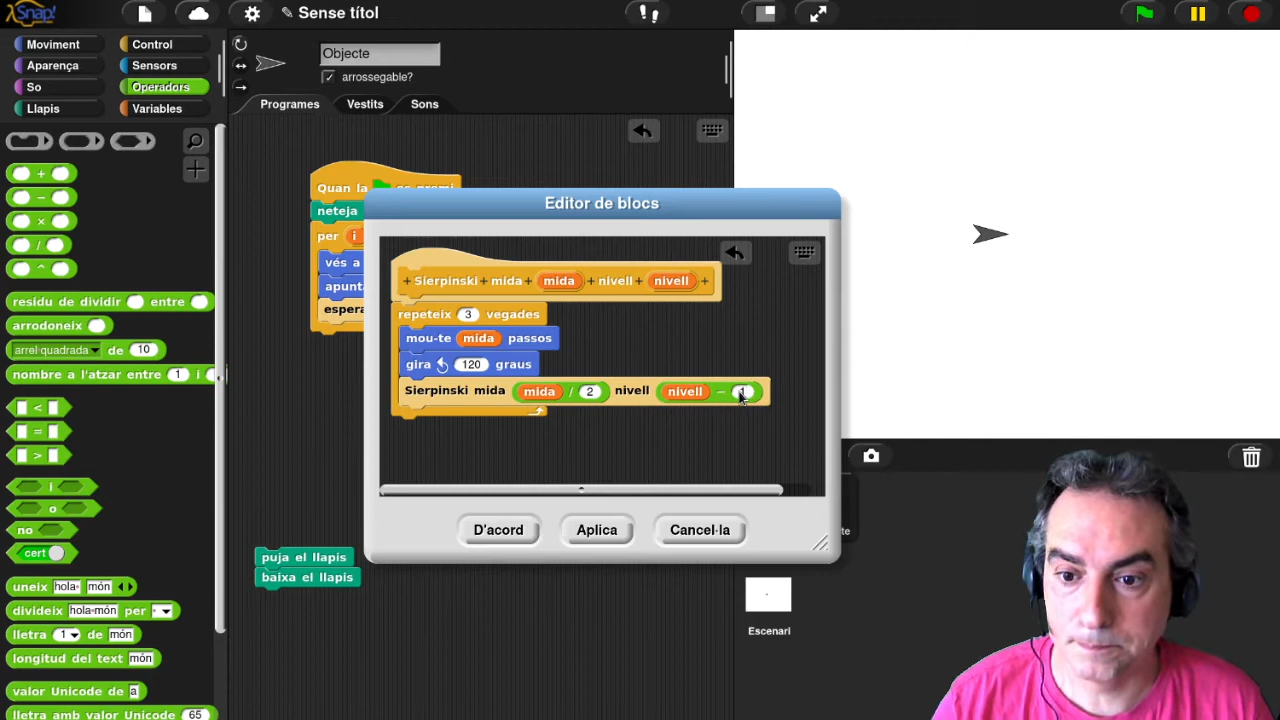 Snap!
Sense títol
Moviment
Control
Aparença
Sensors
So
Operadors
Llapis
Variables
+
−
×
/
^
residu de dividir entre
arrodoneix
arrel quadrada de 10
nombre a l'atzar entre 1 i
<
=
>
i
o
no
cert
uneix hola món
divideix hola món per
lletra 1 de món
longitud del text món
valor Unicode de a
lletra amb valor Unicode 65
Objecte
arrossegable?
Programes
Vestits
Sons
Quan la es premi
neteja
per i
vés a
apunt
espera
puja el llapis
baixa el llapis
Editor de blocs
+ Sierpinski + mida + mida + nivell + nivell +
repeteix 3 vegades
mou-te mida passos
gira 120 graus
Sierpinski mida mida / 2 nivell nivell − 1
D'acord
Aplica
Cancel·la
Escenari